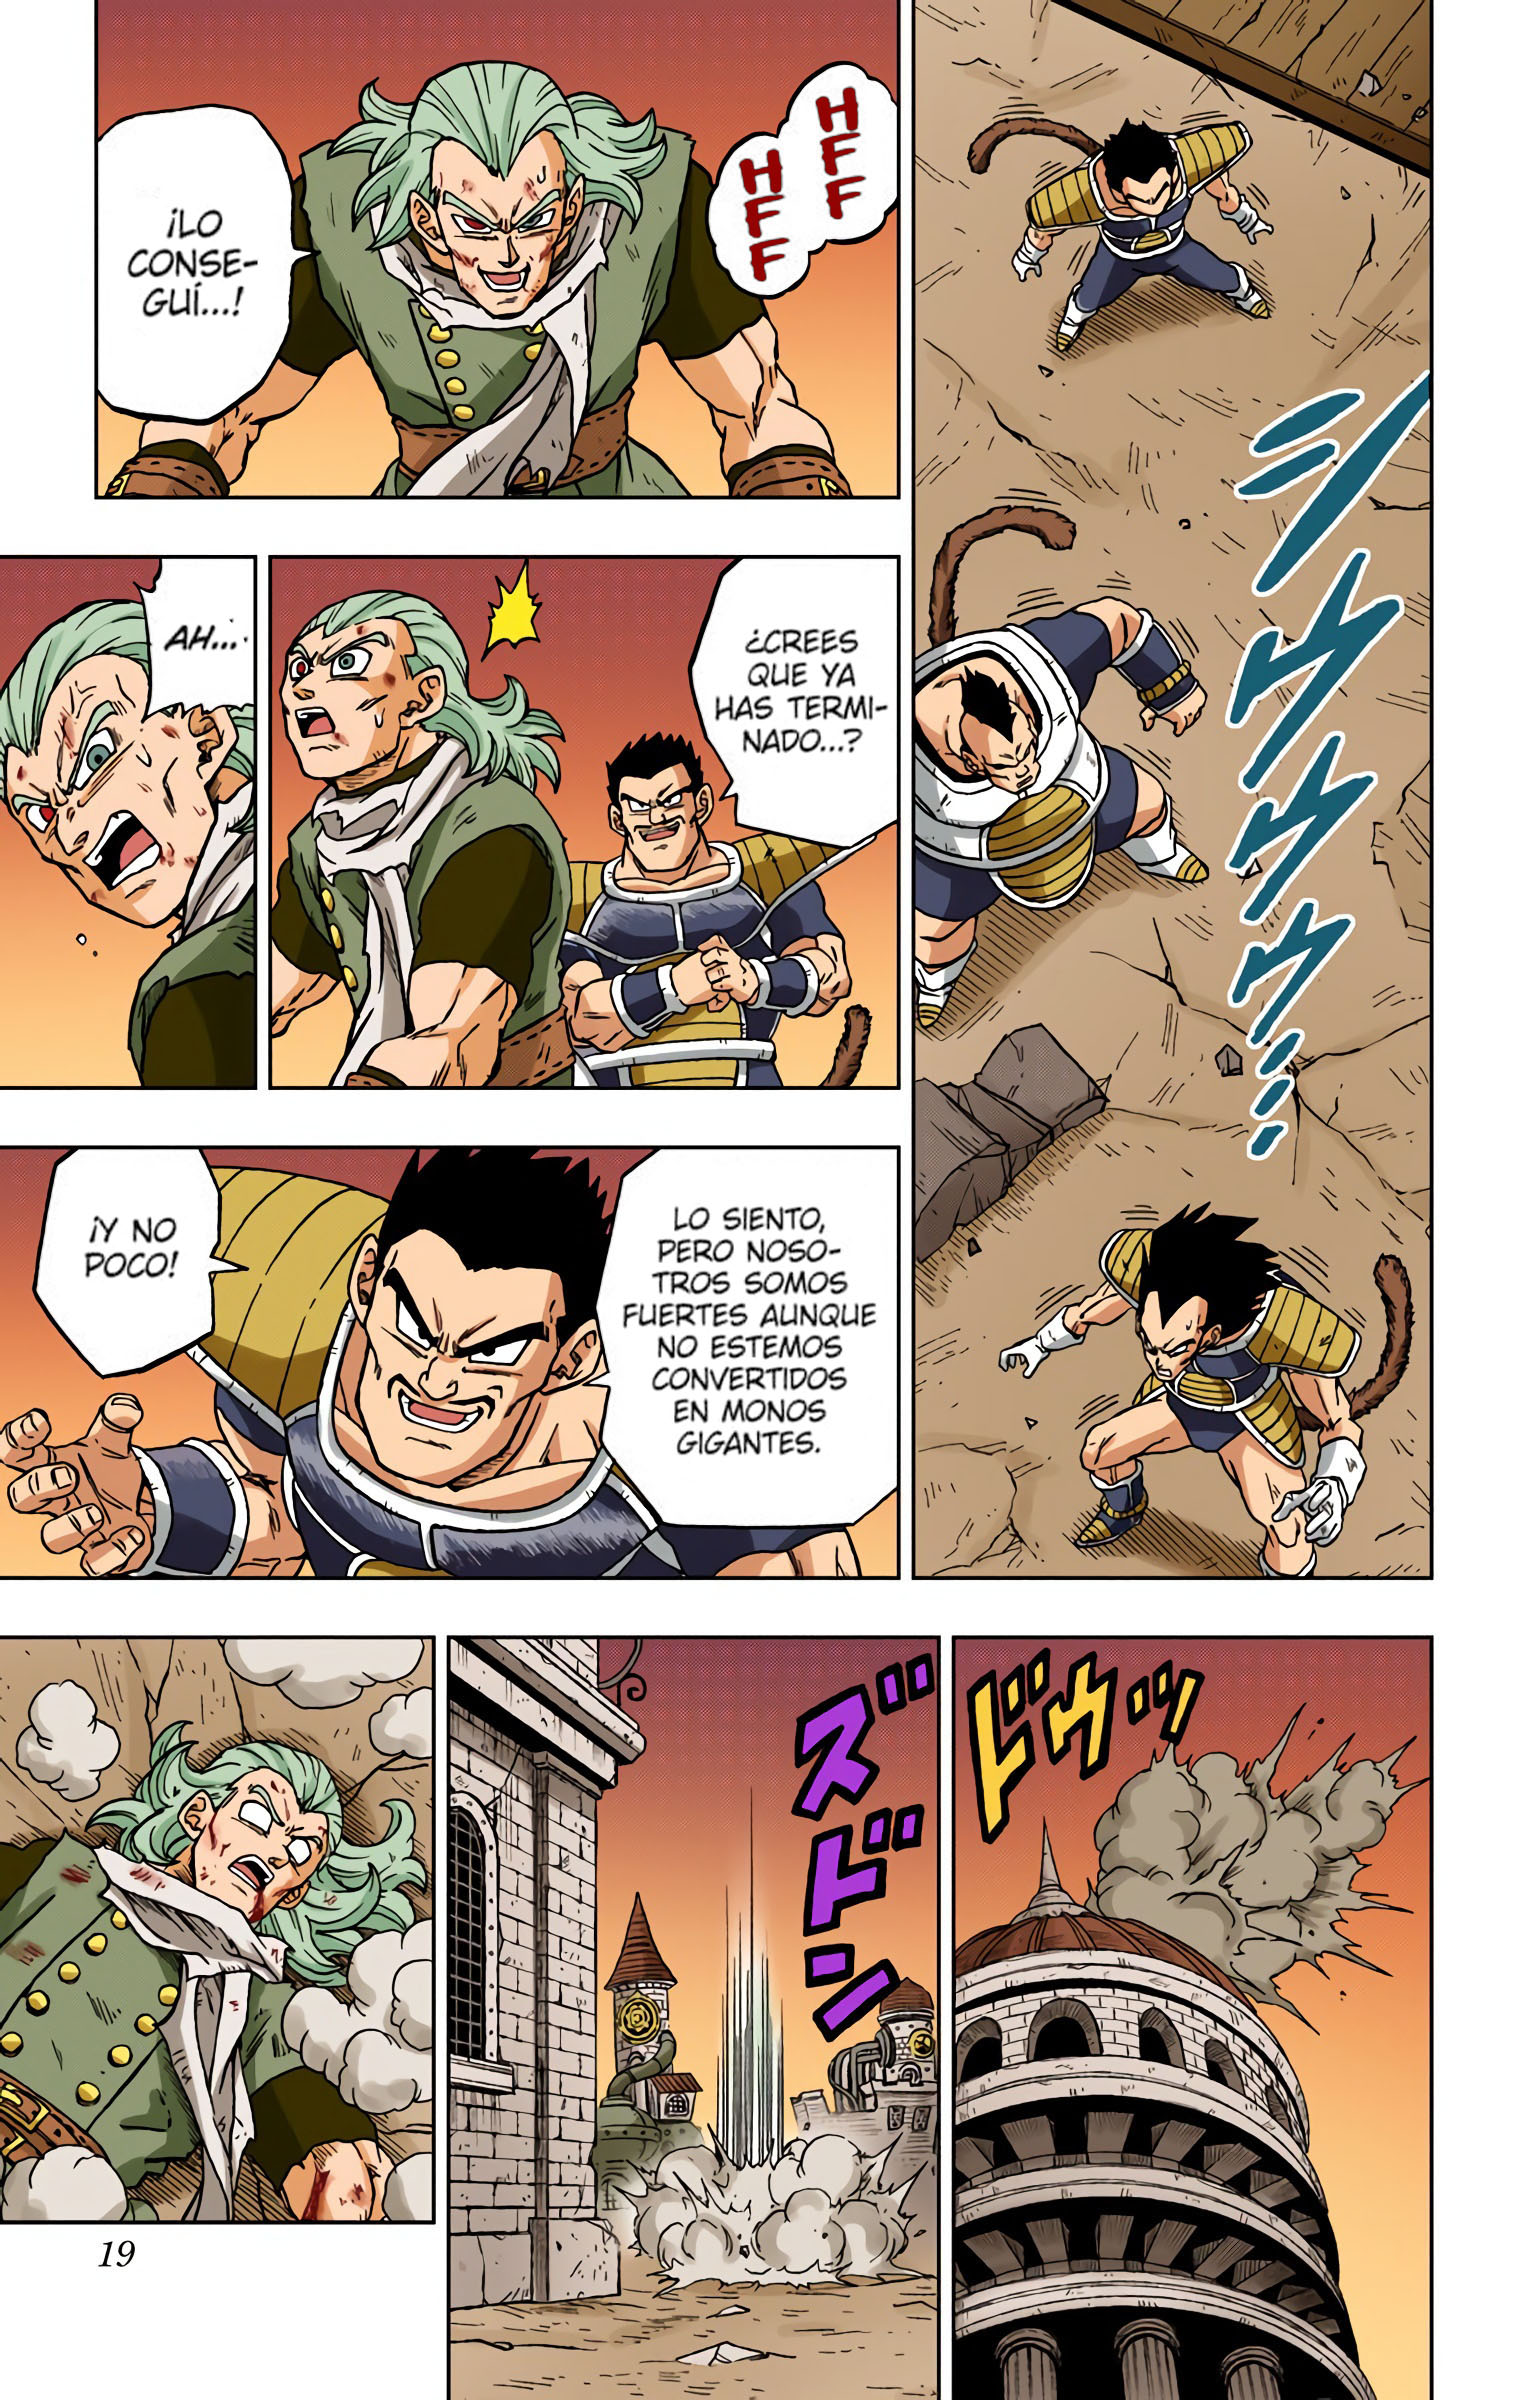 シウウウ…
HFF
HFF
¡LO
CONSE-
GUÍ...!
¿CREES
QUE YA
HAS TERMI-
NADO...?
AH...
LO SIENTO,
PERO NOSO-
TROS SOMOS
FUERTES AUNQUE
NO ESTEMOS
CONVERTIDOS
EN MONOS
GIGANTES.
¡Y NO
POCO!
ドウッ
ズドン
19